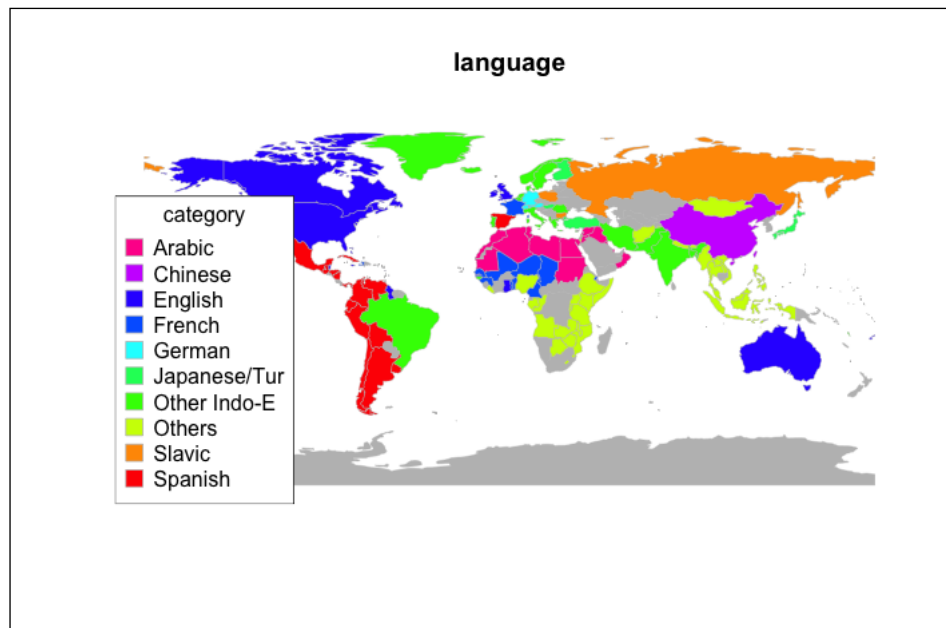 language
category
Arabic
Chinese
English
French
German
Japanese/Tur
Other Indo-E
Others
Slavic
Spanish